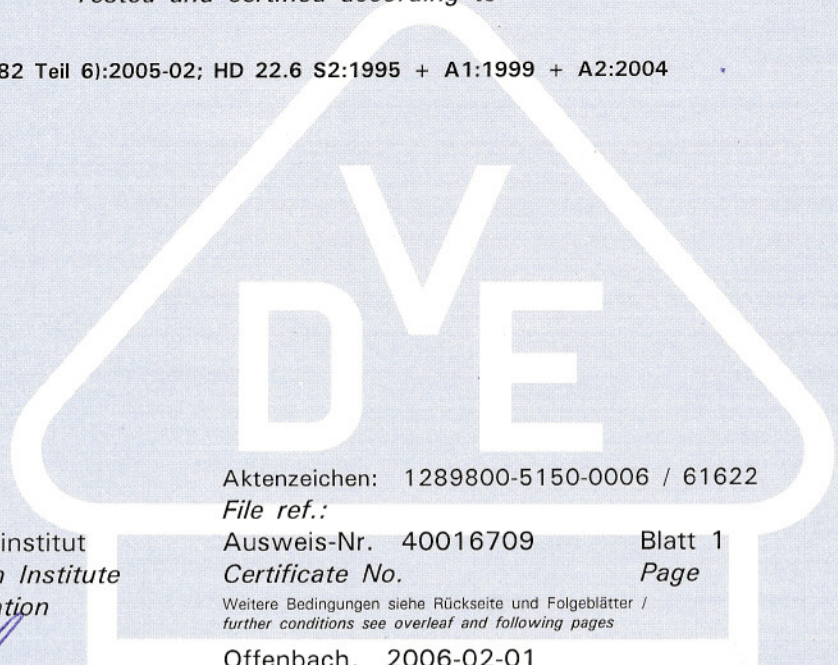 Tested and certified according to
82 Teil 6):2005-02; HD 22.6 S2:1995 + A1:1999 + A2:2004
V
D E
Aktenzeichen: 1289800-5150-0006 / 61622
File ref.:
institut
Ausweis-Nr. 40016709 Blatt 1
Institute
Certificate No. Page
Weitere Bedingungen siehe Rückseite und Folgeblätter /
further conditions see overleaf and following pages
Offenbach, 2006-02-01